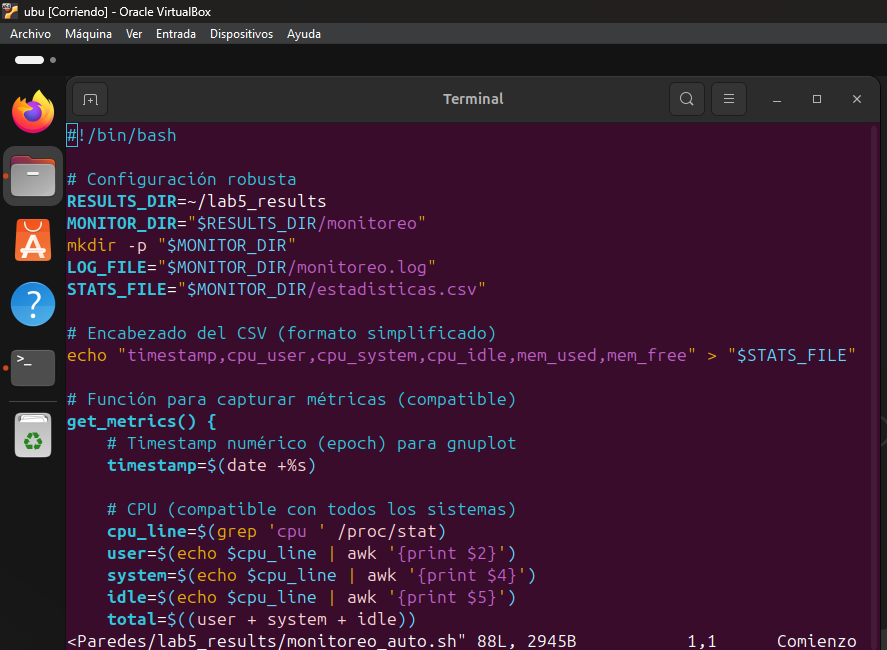 ubu [Corriendo] - Oracle VirtualBox
Archivo Máquina Ver Entrada Dispositivos Ayuda
Terminal
#!/bin/bash
# Configuración robusta
RESULTS_DIR=~/lab5_results
MONITOR_DIR="$RESULTS_DIR/monitoreo"
mkdir -p "$MONITOR_DIR"
LOG_FILE="$MONITOR_DIR/monitoreo.log"
STATS_FILE="$MONITOR_DIR/estadisticas.csv"
# Encabezado del CSV (formato simplificado)
echo "timestamp,cpu_user,cpu_system,cpu_idle,mem_used,mem_free" > "$STATS_FILE"
# Función para capturar métricas (compatible)
get_metrics() {
    # Timestamp numérico (epoch) para gnuplot
    timestamp=$(date +%s)
    # CPU (compatible con todos los sistemas)
    cpu_line=$(grep 'cpu ' /proc/stat)
    user=$(echo $cpu_line | awk '{print $2}')
    system=$(echo $cpu_line | awk '{print $4}')
    idle=$(echo $cpu_line | awk '{print $5}')
    total=$((user + system + idle))
<Paredes/lab5_results/monitoreo_auto.sh" 88L, 2945B 1,1 Comienzo